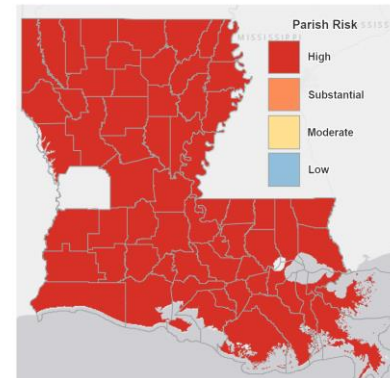 Parish Risk
MISSISSIPPI
High
Substantial
Moderate
Low